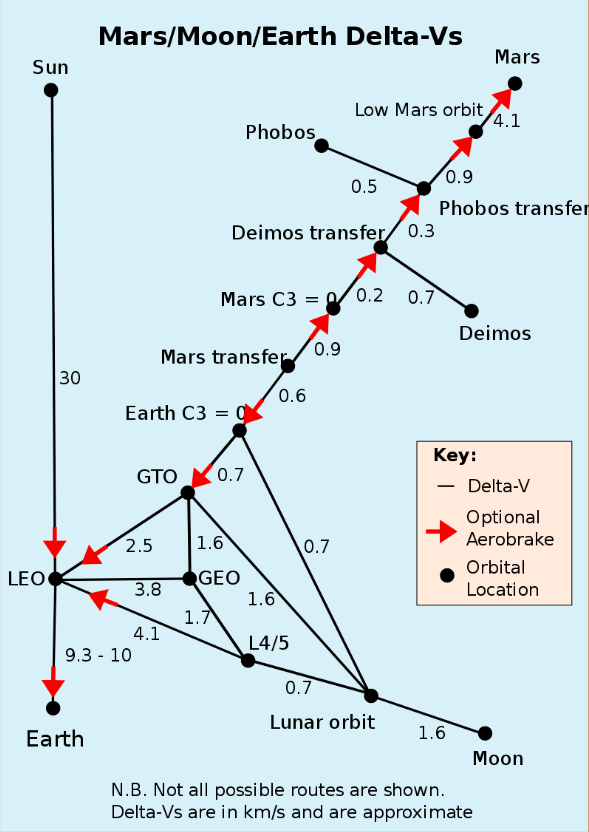 Mars/Moon/Earth Delta-Vs
Sun
Mars
Low Mars orbit
4.1
Phobos
0.9
0.5
Phobos transfer
Deimos transfer
0.3
Mars C3 = 0
0.2
0.7
Deimos
Mars transfer
0.9
30
0.6
Earth C3 = 0
Key:
GTO
0.7
Delta-V
Optional
Aerobrake
2.5
1.6
0.7
Orbital
Location
LEO
GEO
3.8
1.6
1.7
4.1
L4/5
9.3 - 10
0.7
Lunar orbit
Earth
1.6
Moon
N.B. Not all possible routes are shown.
Delta-Vs are in km/s and are approximate